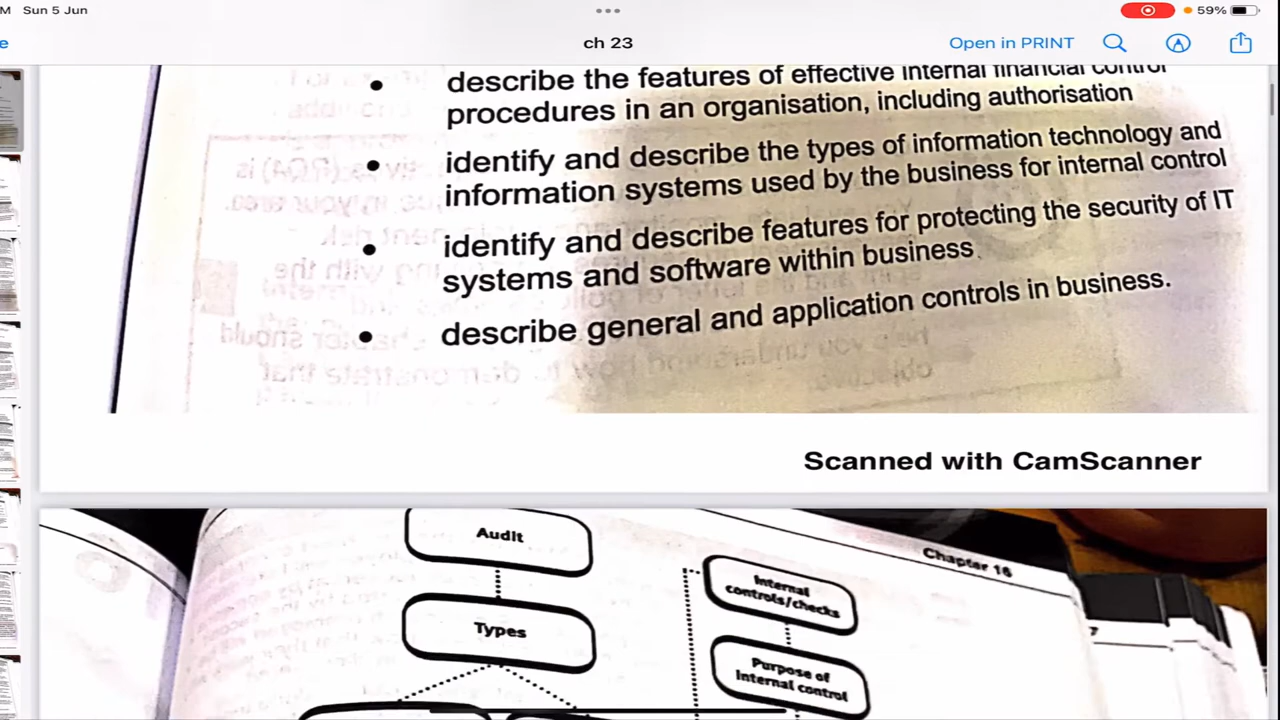 M Sun 5 Jun
59%
e
ch 23
Open in PRINT
describe the features of effective internal financial control
procedures in an organisation, including authorisation
identify and describe the types of information technology and
information systems used by the business for internal control
identify and describe features for protecting the security of IT
systems and software within business
describe general and application controls in business.
Scanned with CamScanner
Audit
Chapter 16
Internal
controls/checks
Types
7
Purpose of
Internal control